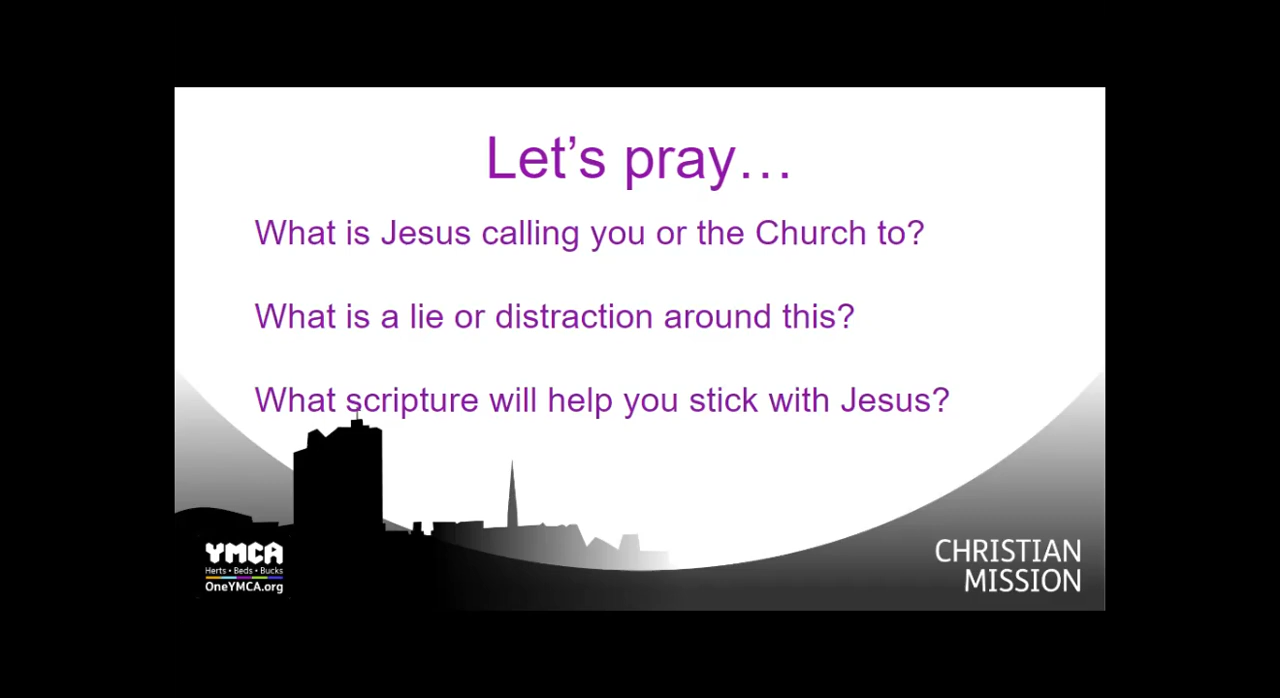 Let’s pray…
What is Jesus calling you or the Church to?
What is a lie or distraction around this?
What scripture will help you stick with Jesus?
YMCA
Herts • Beds • Bucks
OneYMCA.org
CHRISTIAN
MISSION